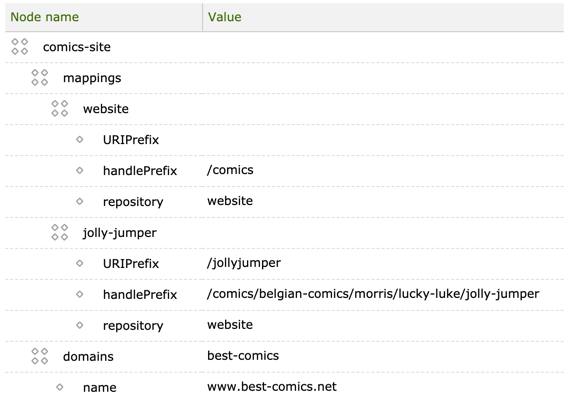 Node name Value
comics-site
mappings
website
URIPrefix
handlePrefix /comics
repository website
jolly-jumper
URIPrefix /jollyjumper
handlePrefix /comics/belgian-comics/morris/lucky-luke/jolly-jumper
repository website
domains best-comics
name www.best-comics.net